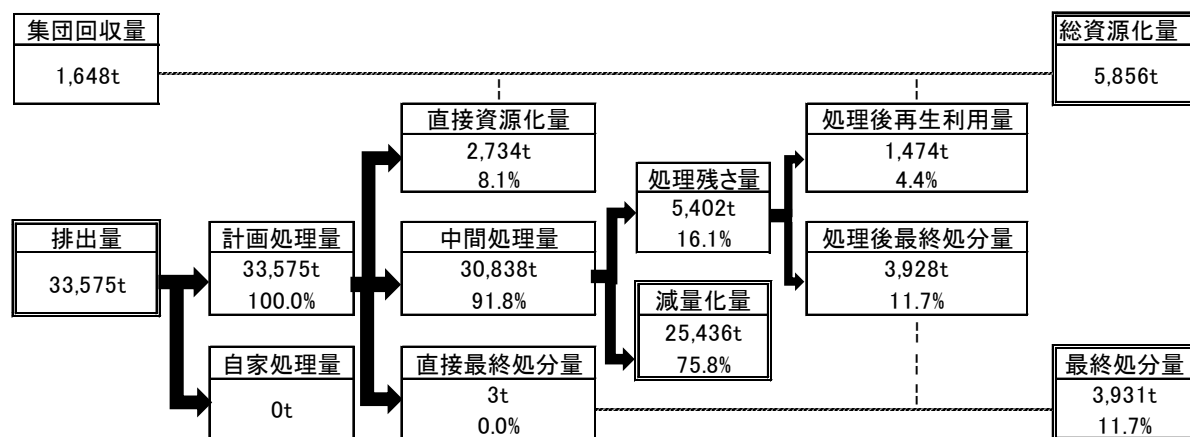 集団回収量
1,648t
総資源化量
5,856t
直接資源化量
2,734t
8.1%
処理後再生利用量
1,474t
4.4%
処理残さ量
5,402t
16.1%
排出量
33,575t
計画処理量
33,575t
100.0%
中間処理量
30,838t
91.8%
処理後最終処分量
3,928t
11.7%
減量化量
25,436t
75.8%
自家処理量
0t
直接最終処分量
3t
0.0%
最終処分量
3,931t
11.7%